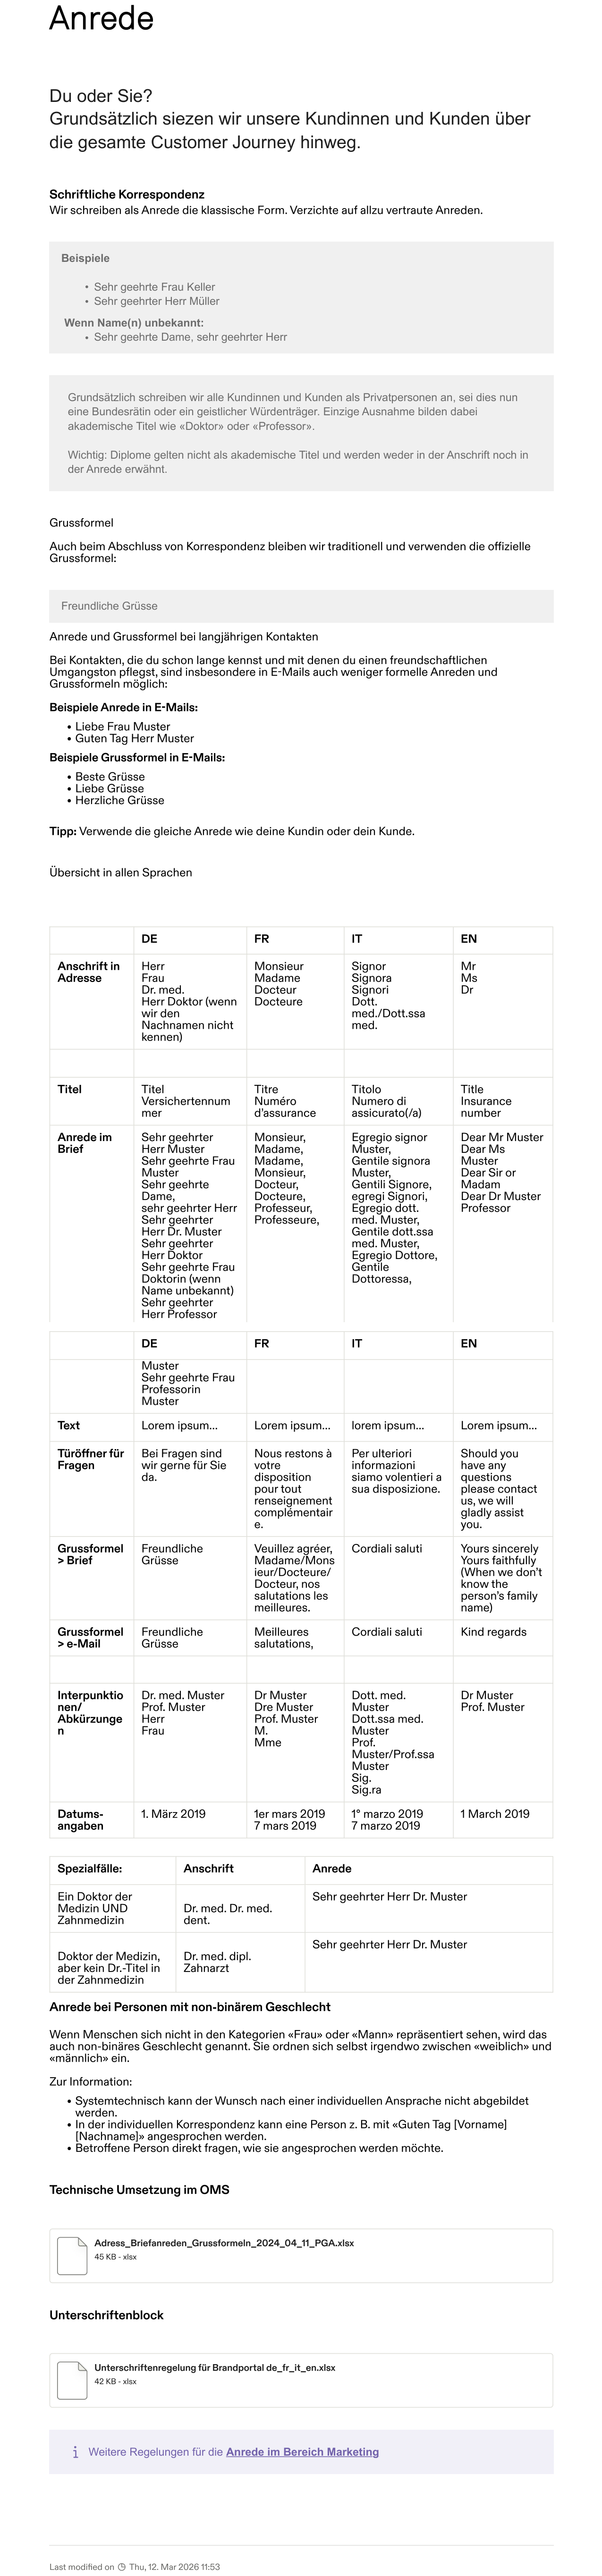 Anrede
Du oder Sie?
Grundsätzlich siezen wir unsere Kundinnen und Kunden über
die gesamte Customer Journey hinweg.
Schriftliche Korrespondenz
Wir schreiben als Anrede die klassische Form. Verzichte auf allzu vertraute Anreden.
Beispiele
• Sehr geehrte Frau Keller
• Sehr geehrter Herr Müller
Wenn Name(n) unbekannt:
• Sehr geehrte Dame, sehr geehrter Herr
Grundsätzlich schreiben wir alle Kundinnen und Kunden als Privatpersonen an, sei dies nun
eine Bundesrätin oder ein geistlicher Würdenträger. Einzige Ausnahme bilden dabei
akademische Titel wie «Doktor» oder «Professor».
Wichtig: Diplome gelten nicht als akademische Titel und werden weder in der Anschrift noch in
der Anrede erwähnt.
Grussformel
Auch beim Abschluss von Korrespondenz bleiben wir traditionell und verwenden die offizielle
Grussformel:
Freundliche Grüsse
Anrede und Grussformel bei langjährigen Kontakten
Bei Kontakten, die du schon lange kennst und mit denen du einen freundschaftlichen
Umgangston pflegst, sind insbesondere in E-Mails auch weniger formelle Anreden und
Grussformeln möglich:
Beispiele Anrede in E-Mails:
• Liebe Frau Muster
• Guten Tag Herr Muster
Beispiele Grussformel in E-Mails:
• Beste Grüsse
• Liebe Grüsse
• Herzliche Grüsse
Tipp: Verwende die gleiche Anrede wie deine Kundin oder dein Kunde.
Übersicht in allen Sprachen
DE
FR
IT
EN
Anschrift in
Adresse
Herr
Frau
Dr. med.
Herr Doktor (wenn
wir den
Nachnamen nicht
kennen)
Monsieur
Madame
Docteur
Docteure
Signor
Signora
Signori
Dott.
med./Dott.ssa
med.
Mr
Ms
Dr
Titel
Titel
Versichertennum
mer
Titre
Numéro
d'assurance
Titolo
Numero di
assicurato(/a)
Title
Insurance
number
Anrede im
Brief
Sehr geehrter
Herr Muster
Sehr geehrte Frau
Muster
Sehr geehrte
Dame,
sehr geehrter Herr
Sehr geehrter
Herr Dr. Muster
Sehr geehrter
Herr Doktor
Sehr geehrte Frau
Doktorin (wenn
Name unbekannt)
Sehr geehrter
Herr Professor
Monsieur,
Madame,
Madame,
Monsieur,
Docteur,
Docteure,
Professeur,
Professeure,
Egregio signor
Muster,
Gentile signora
Muster,
Gentili Signore,
egregi Signori,
Egregio dott.
med. Muster,
Gentile dott.ssa
med. Muster,
Egregio Dottore,
Gentile
Dottoressa,
Dear Mr Muster
Dear Ms
Muster
Dear Sir or
Madam
Dear Dr Muster
Professor
DE
FR
IT
EN
Muster
Sehr geehrte Frau
Professorin
Muster
Text
Lorem ipsum...
Lorem ipsum...
lorem ipsum...
Lorem ipsum...
Türöffner für
Fragen
Bei Fragen sind
wir gerne für Sie
da.
Nous restons à
votre
disposition
pour tout
renseignement
complémentair
e.
Per ulteriori
informazioni
siamo volentieri a
sua disposizione.
Should you
have any
questions
please contact
us, we will
gladly assist
you.
Grussformel
> Brief
Freundliche
Grüsse
Veuillez agréer,
Madame/Mons
ieur/Docteure/
Docteur, nos
salutations les
meilleures.
Cordiali saluti
Yours sincerely
Yours faithfully
(When we don't
know the
person's family
name)
Grussformel
> e-Mail
Freundliche
Grüsse
Meilleures
salutations,
Cordiali saluti
Kind regards
Interpunktio
nen/
Abkürzunge
n
Dr. med. Muster
Prof. Muster
Herr
Frau
Dr Muster
Dre Muster
Prof. Muster
M.
Mme
Dott. med.
Muster
Dott.ssa med.
Muster
Prof.
Muster/Prof.ssa
Muster
Sig.
Sig.ra
Dr Muster
Prof. Muster
Datums-
angaben
1. März 2019
1er mars 2019
7 mars 2019
1° marzo 2019
7 marzo 2019
1 March 2019
Spezialfälle:
Anschrift
Anrede
Ein Doktor der
Medizin UND
Zahnmedizin
Dr. med. Dr. med.
dent.
Sehr geehrter Herr Dr. Muster
Doktor der Medizin,
aber kein Dr.-Titel in
der Zahnmedizin
Dr. med. dipl.
Zahnarzt
Sehr geehrter Herr Dr. Muster
Anrede bei Personen mit non-binärem Geschlecht
Wenn Menschen sich nicht in den Kategorien «Frau» oder «Mann» repräsentiert sehen, wird das
auch non-binäres Geschlecht genannt. Sie ordnen sich selbst irgendwo zwischen «weiblich» und
«männlich» ein.
Zur Information:
• Systemtechnisch kann der Wunsch nach einer individuellen Ansprache nicht abgebildet
werden.
• In der individuellen Korrespondenz kann eine Person z. B. mit «Guten Tag [Vorname]
[Nachname]» angesprochen werden.
• Betroffene Person direkt fragen, wie sie angesprochen werden möchte.
Technische Umsetzung im OMS
Adress_Briefanreden_Grussformeln_2024_04_11_PGA.xlsx
45 KB - xlsx
Unterschriftenblock
Unterschriftenregelung für Brandportal de_fr_it_en.xlsx
42 KB - xlsx
Weitere Regelungen für die Anrede im Bereich Marketing
Last modified on Thu, 12. Mar 2026 11:53